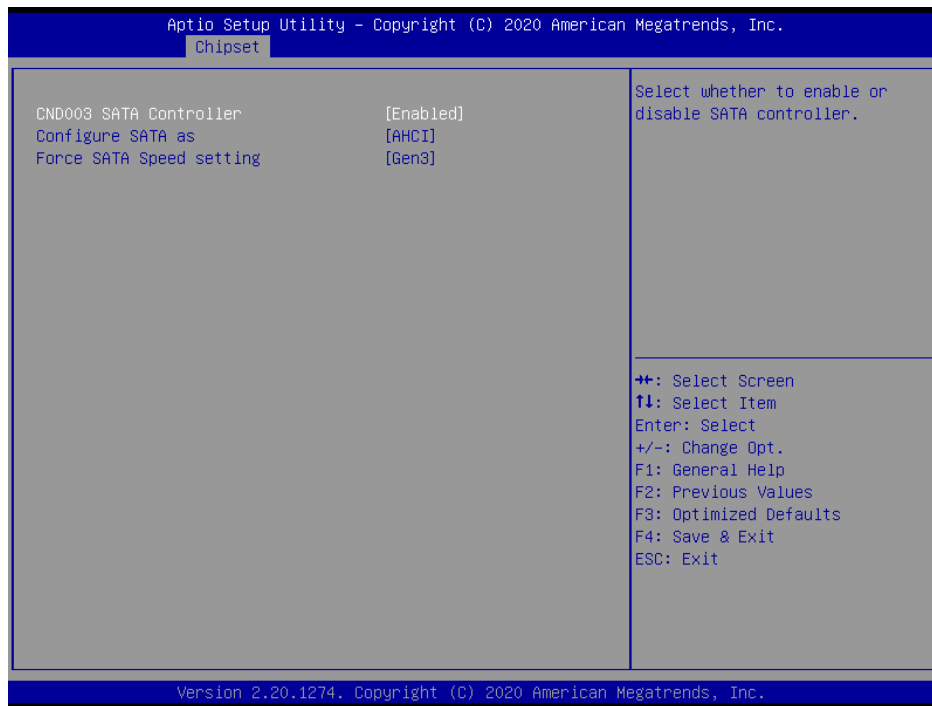 Aptio Setup Utility – Copyright (C) 2020 American Megatrends, Inc.
Chipset
CND003 SATA Controller [Enabled]
Configure SATA as [AHCI]
Force SATA Speed setting [Gen3]
Select whether to enable or
disable SATA controller.
→←: Select Screen
↑↓: Select Item
Enter: Select
+/-: Change Opt.
F1: General Help
F2: Previous Values
F3: Optimized Defaults
F4: Save & Exit
ESC: Exit
Version 2.20.1274. Copyright (C) 2020 American Megatrends, Inc.